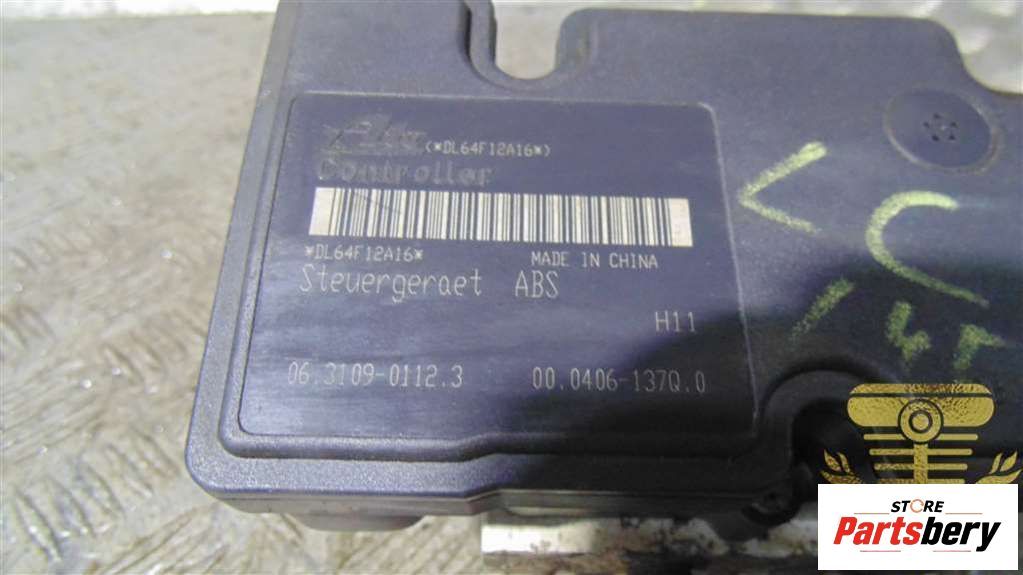 (*DL64F12A16*)
Controller
*DL64F12A16* MADE IN CHINA
Steuergeraet ABS
H11
06.3109-0112.3 00.0406-137Q.0
STORE
Partsbery